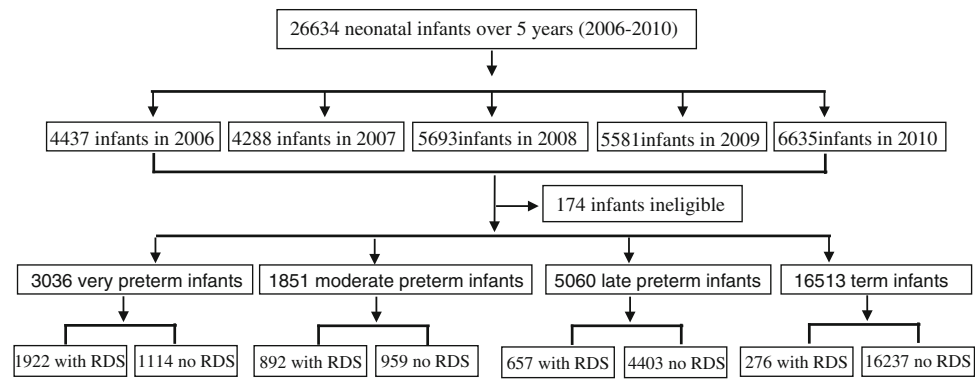 26634 neonatal infants over 5 years (2006-2010)
4437 infants in 2006
4288 infants in 2007
5693infants in 2008
5581infants in 2009
6635infants in 2010
174 infants ineligible
3036 very preterm infants
1851 moderate preterm infants
5060 late preterm infants
16513 term infants
1922 with RDS
1114 no RDS
892 with RDS
959 no RDS
657 with RDS
4403 no RDS
276 with RDS
16237 no RDS